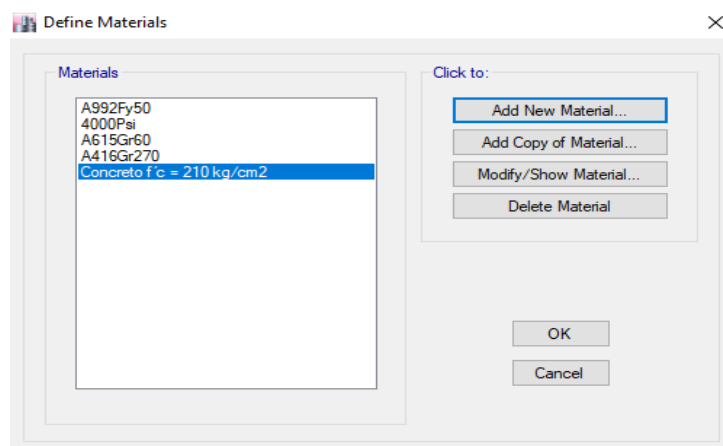 Define Materials
Materials
A992Fy50
4000Psi
A615Gr60
A416Gr270
Concreto f´c = 210 kg/cm2
Click to:
Add New Material...
Add Copy of Material...
Modify/Show Material...
Delete Material
OK
Cancel